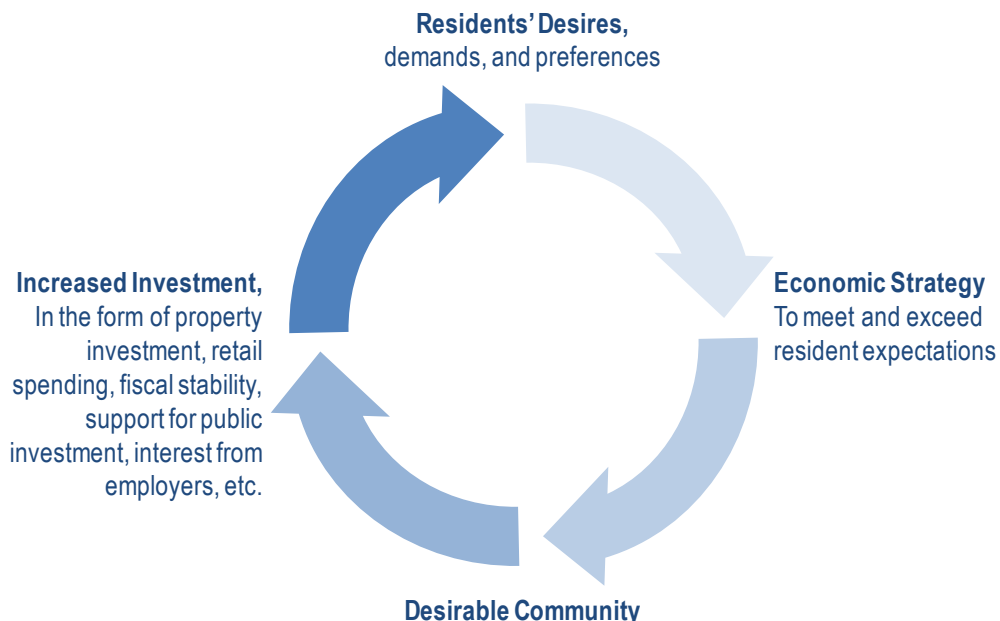 Residents' Desires,
demands, and preferences
Economic Strategy
To meet and exceed
resident expectations
Desirable Community
Increased Investment,
In the form of property
investment, retail
spending, fiscal stability,
support for public
investment, interest from
employers, etc.